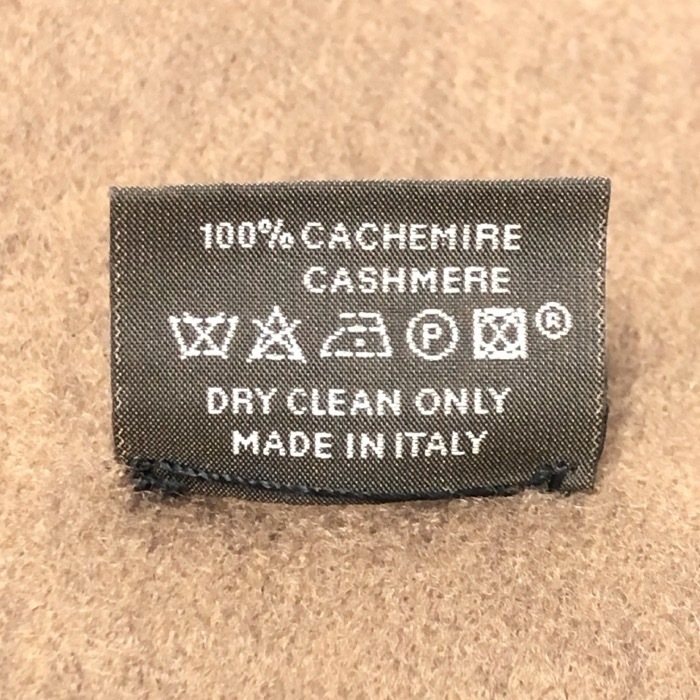 100% CACHEMIRE
CASHMERE
P ®
DRY CLEAN ONLY
MADE IN ITALY